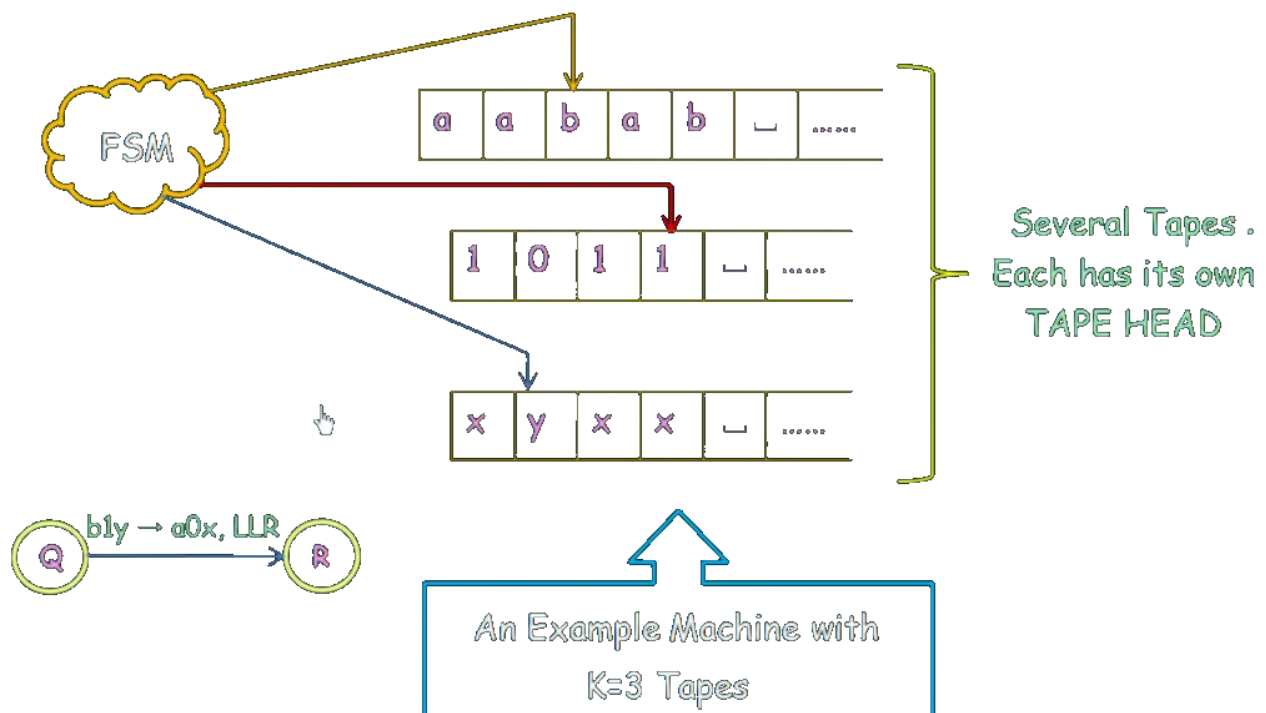 FSM
a a b a b ␣ ......
1 0 1 1 ␣ ......
x y x x ␣ ......
Several Tapes .
Each has its own
TAPE HEAD
b1y → a0x, LLR
Q R
An Example Machine with
K=3 Tapes